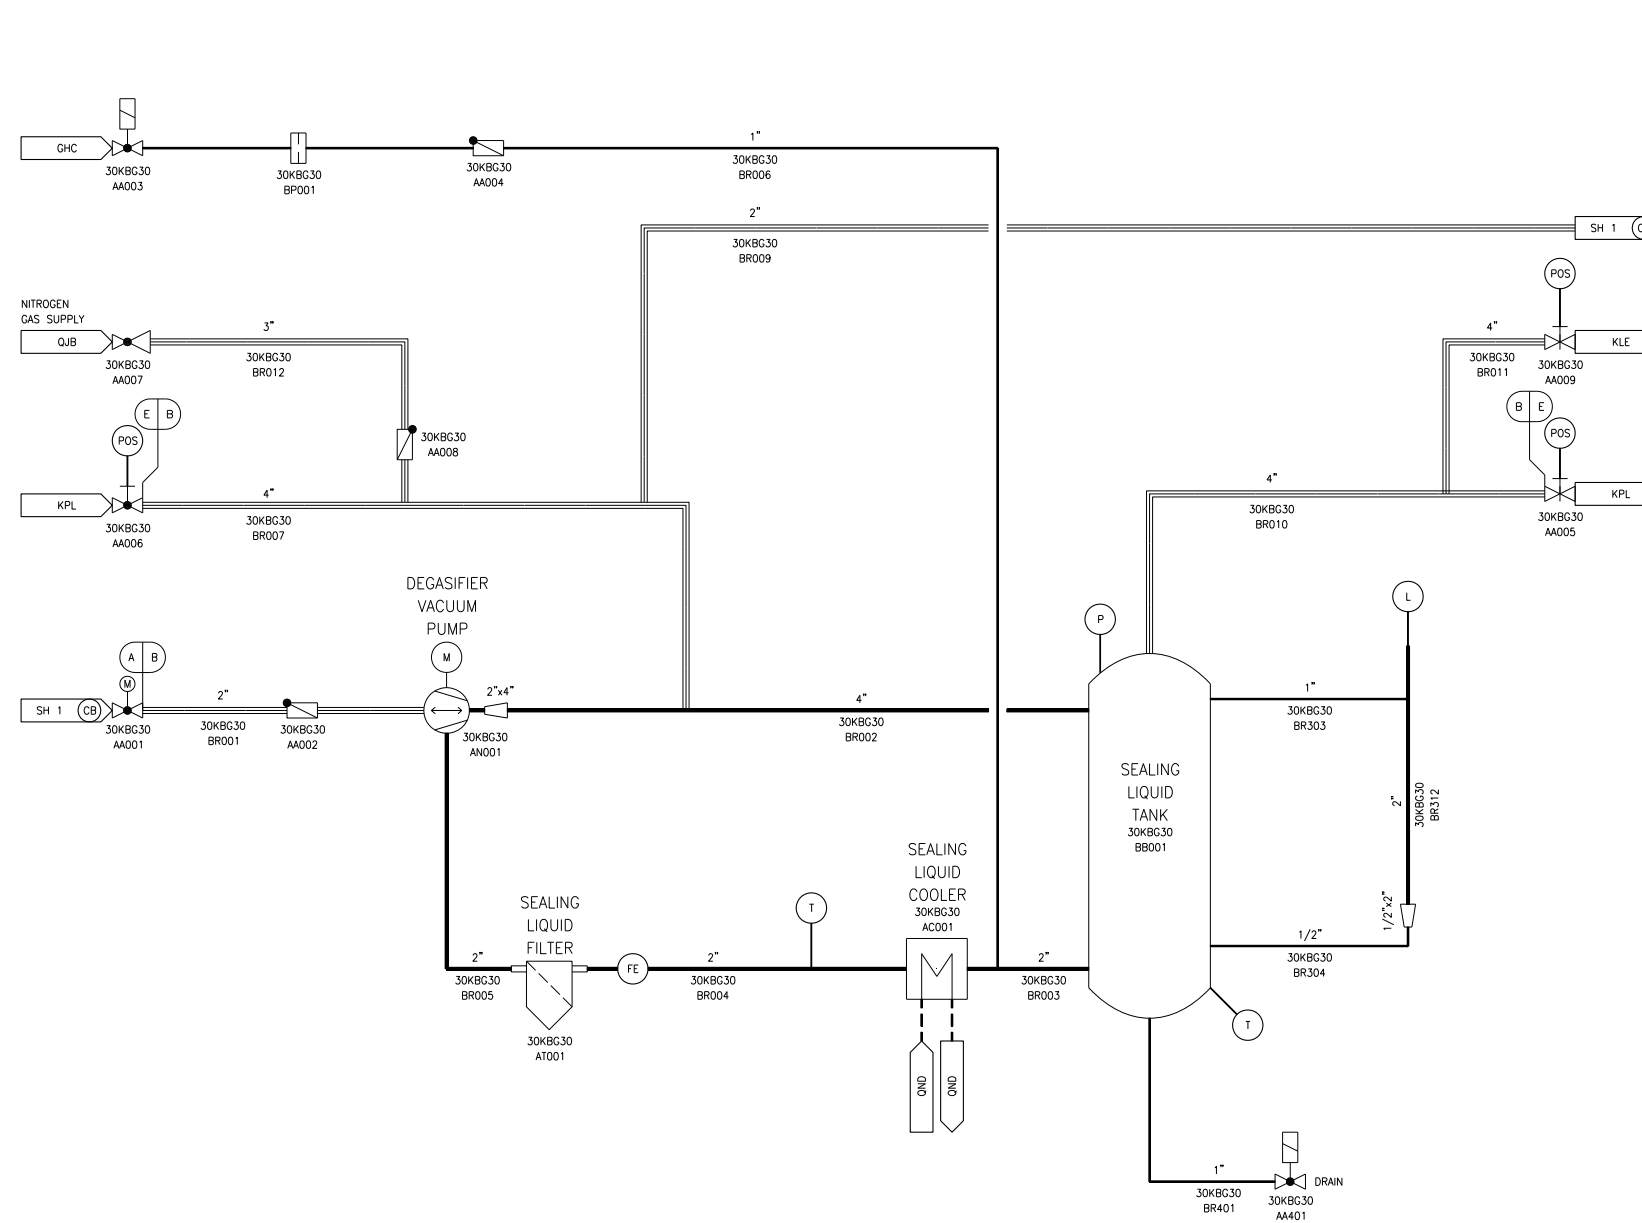 1"
GHC
30KBG30
AA003
30KBG30
BP001
30KBG30
AA004
30KBG30
BR006
2"
30KBG30
BR009
SH 1
POS
NITROGEN
GAS SUPPLY
QJB
30KBG30
AA007
3"
30KBG30
BR012
4"
30KBG30
BR011
KLE
30KBG30
AA009
E B
POS
30KBG30
AA008
B E
POS
KPL
30KBG30
AA006
4"
30KBG30
BR007
4"
30KBG30
BR010
KPL
30KBG30
AA005
DEGASIFIER
VACUUM
PUMP
M
P
L
A B
M
SH 1 CB
30KBG30
AA001
2"
30KBG30
BR001
30KBG30
AA002
2"x4"
30KBG30
AN001
4"
30KBG30
BR002
1"
30KBG30
BR303
SEALING
LIQUID
TANK
30KBG30
BB001
2"
30KBG30
BR312
SEALING
LIQUID
COOLER
30KBG30
AC001
SEALING
LIQUID
FILTER
T
1/2"x2"
2"
30KBG30
BR005
FE
2"
30KBG30
BR004
2"
30KBG30
BR003
1/2"
30KBG30
BR304
30KBG30
AT001
T
QND
QND
1"
30KBG30
BR401
DRAIN
30KBG30
AA401